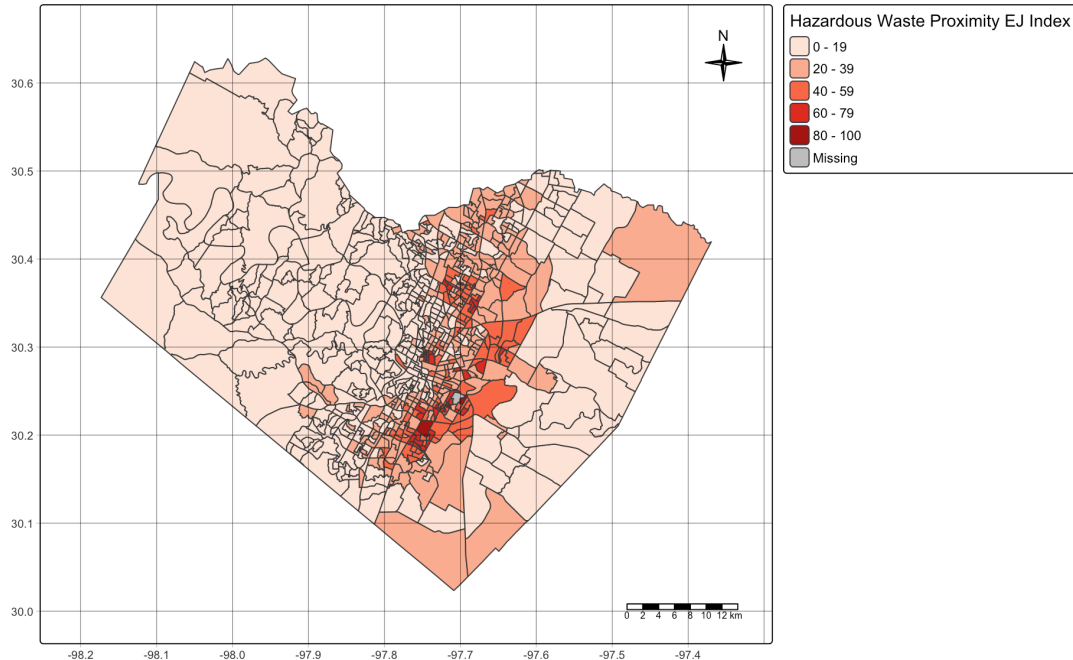 Hazardous Waste Proximity EJ Index
0 - 19
20 - 39
40 - 59
60 - 79
80 - 100
Missing
N
30.6
30.5
30.4
30.3
30.2
30.1
30.0
0 2 4 6 8 10 12 km
-98.2 -98.1 -98.0 -97.9 -97.8 -97.7 -97.6 -97.5 -97.4